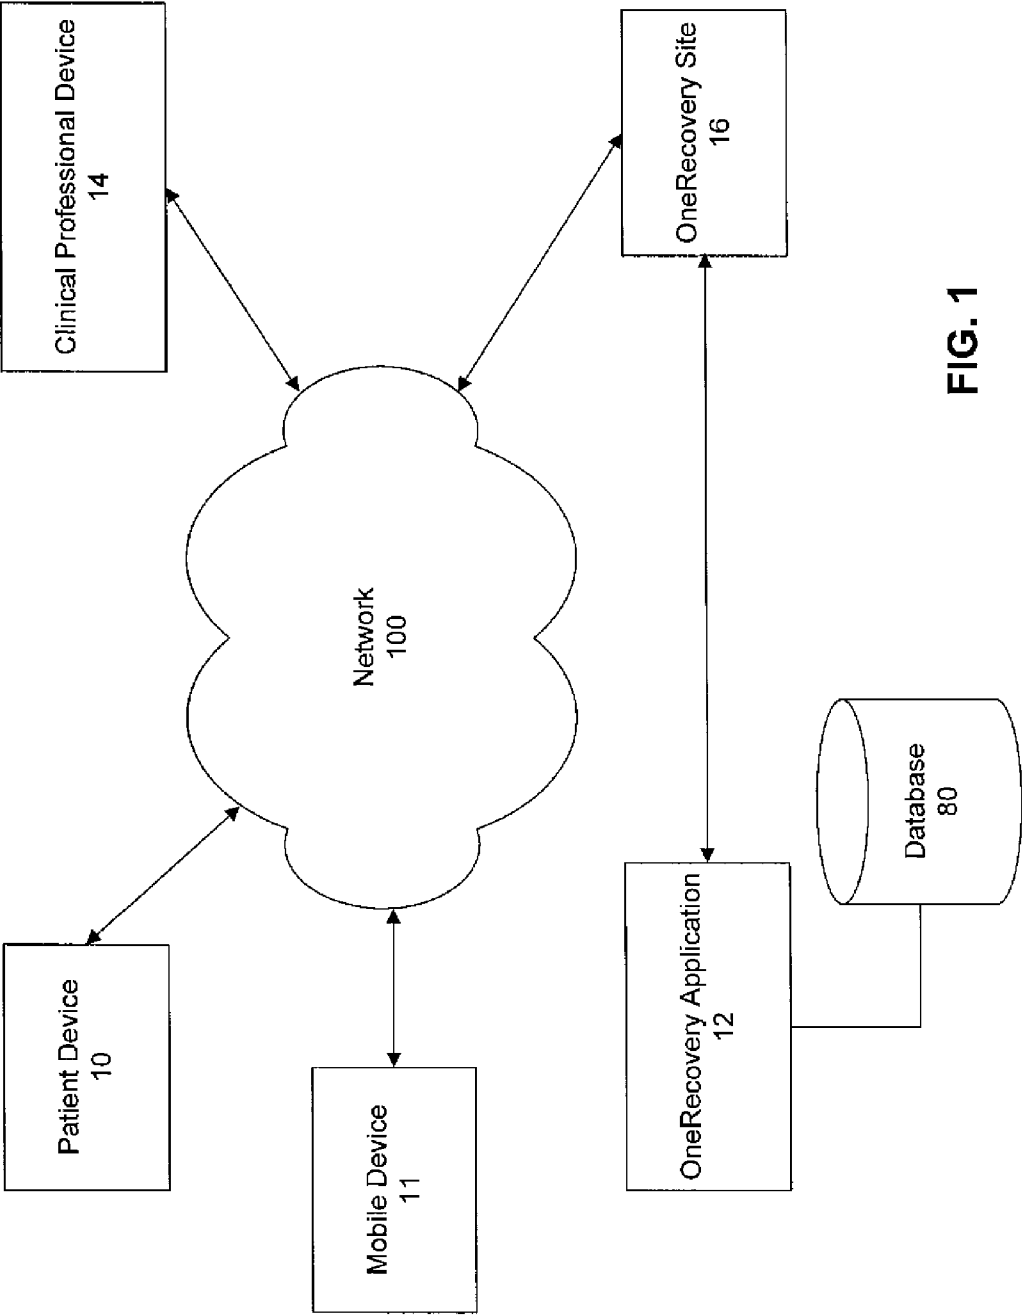 Patient Device
10
Clinical Professional Device
14
Mobile Device
11
Network
100
OneRecovery Application
12
OneRecovery Site
16
Database
80
FIG. 1